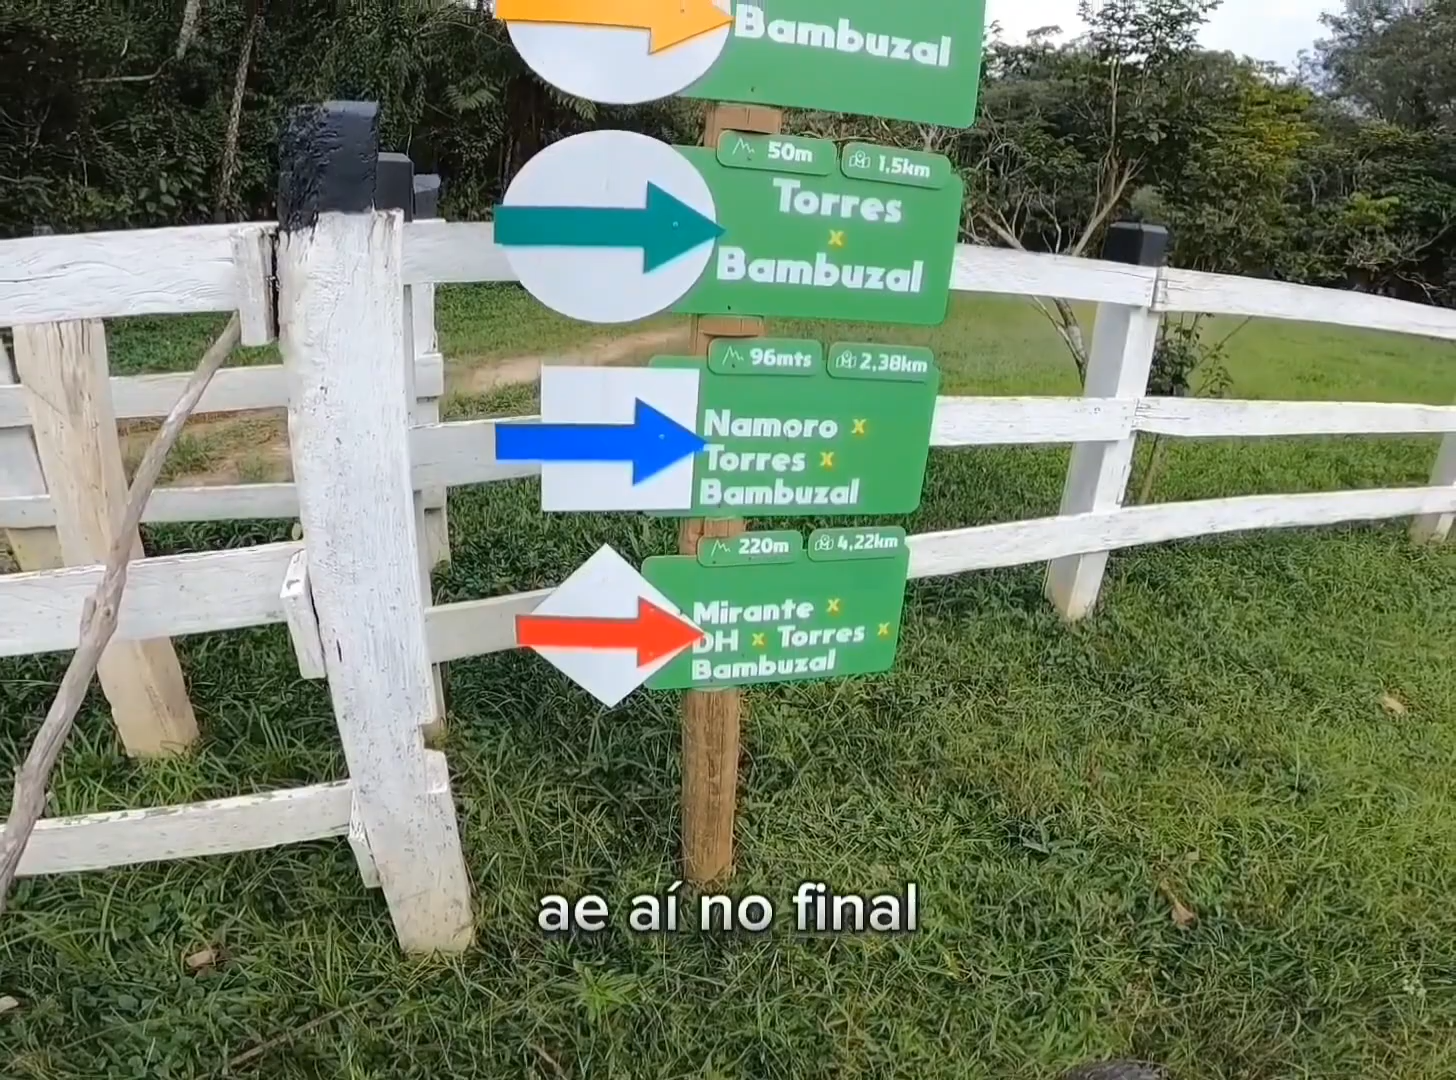 Bambuzal
50m 1,5km
Torres
x
Bambuzal
96mts 2,38km
Namoro x
Torres x
Bambuzal
220m 4,22km
Mirante x
DH x Torres x
Bambuzal
ae aí no final